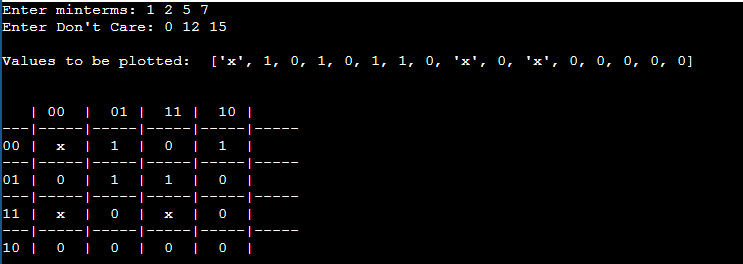 Enter minterms: 1 2 5 7
Enter Don't Care: 0 12 15
Values to be plotted:  ['x', 1, 0, 1, 0, 1, 1, 0, 'x', 0, 'x', 0, 0, 0, 0, 0]
   | 00  |  01 |  11 |  10 |
---|-----|-----|-----|-----|-----
00 |  x  |  1  |  0  |  1  |
---|-----|-----|-----|-----|-----
01 |  0  |  1  |  1  |  0  |
---|-----|-----|-----|-----|-----
11 |  x  |  0  |  x  |  0  |
---|-----|-----|-----|-----|-----
10 |  0  |  0  |  0  |  0  |